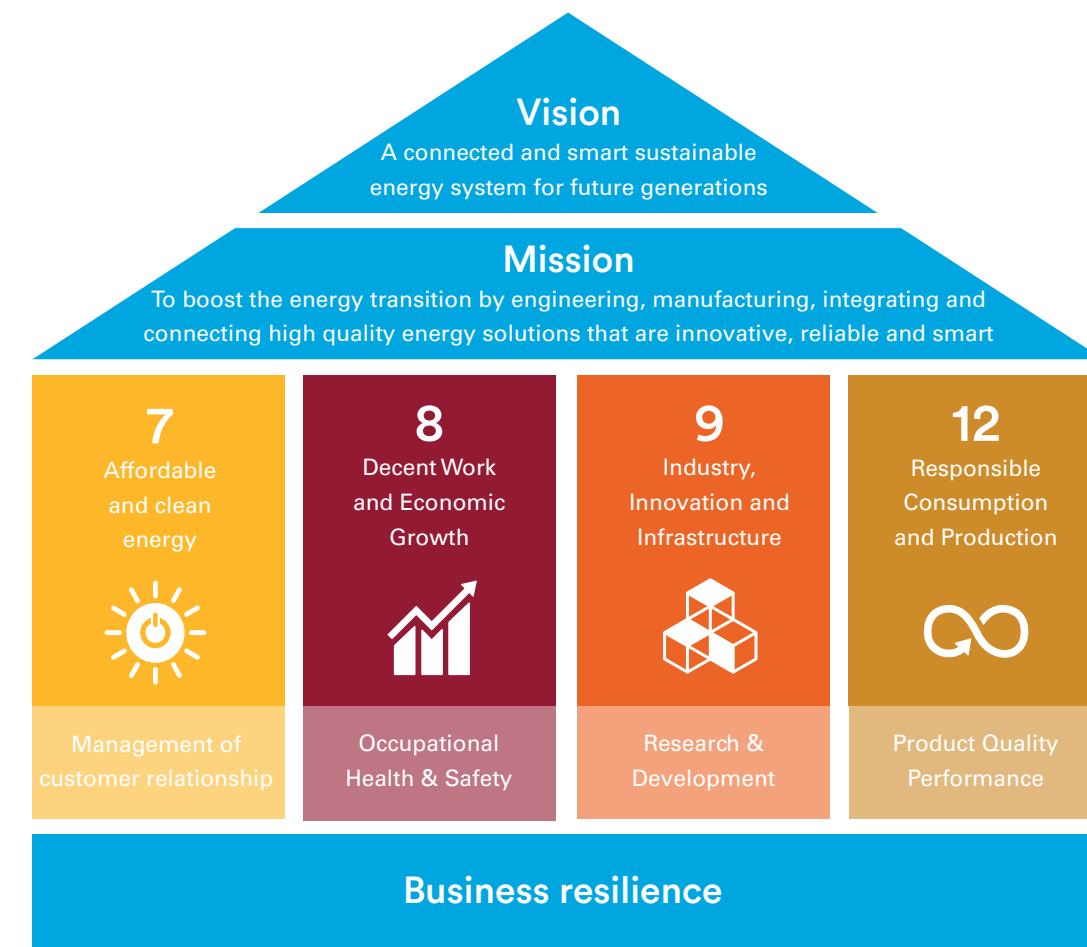 Vision
A connected and smart sustainable
energy system for future generations
Mission
To boost the energy transition by engineering, manufacturing, integrating and
connecting high quality energy solutions that are innovative, reliable and smart
7
Affordable
and clean
energy
Management of
customer relationship
8
Decent Work
and Economic
Growth
Occupational
Health & Safety
9
Industry,
Innovation and
Infrastructure
Research &
Development
12
Responsible
Consumption
and Production
Product Quality
Performance
Business resilience